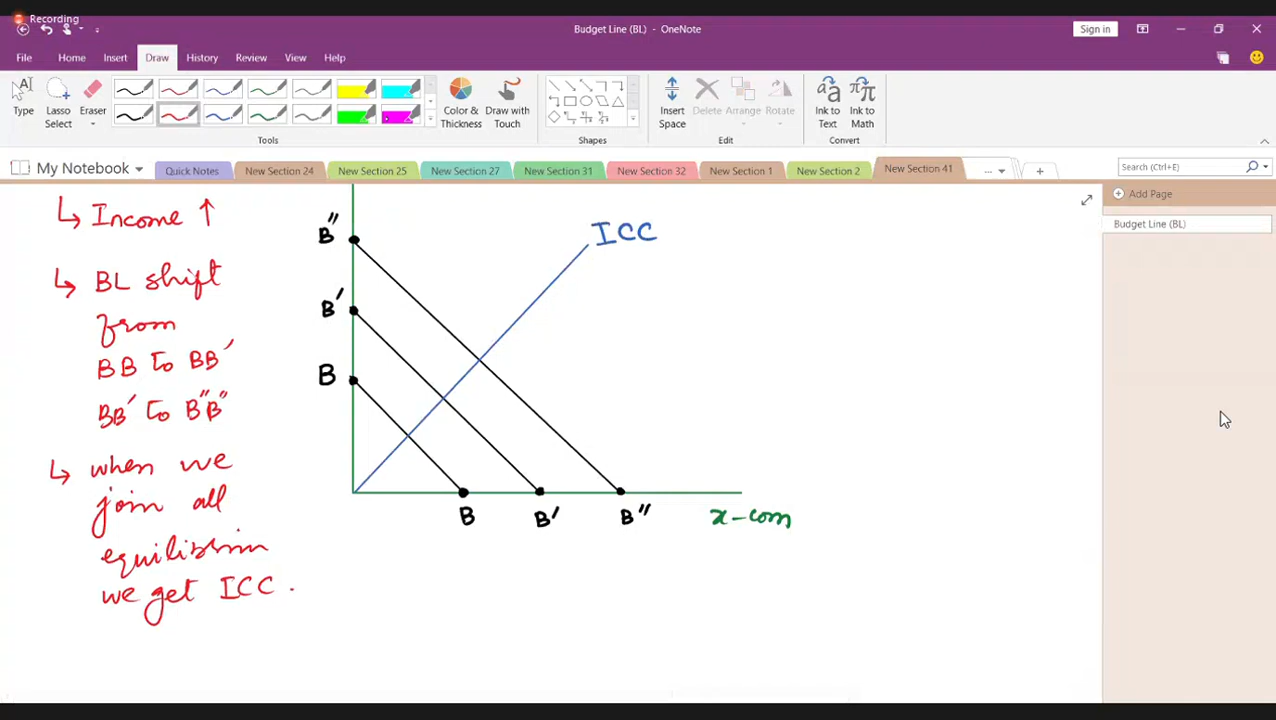 Recording
Budget Line (BL) - OneNote
Sign in
File Home Insert Draw History Review View Help
Type
Lasso Select
Eraser
Color & Thickness
Draw with Touch
Insert Space
Delete
Arrange
Rotate
Ink to Text
Ink to Math
Tools
Shapes
Edit
Convert
My Notebook
Quick Notes
New Section 24
New Section 25
New Section 27
New Section 31
New Section 32
New Section 1
New Section 2
New Section 41
...
Search (Ctrl+E)
Add Page
Budget Line (BL)
↳ Income ↑
↳ BL shift
from
BB to BB'
BB' to B"B"
↳ when we
join all
equilibrium
we get ICC .
B"
B'
B
ICC
B
B'
B"
x-com